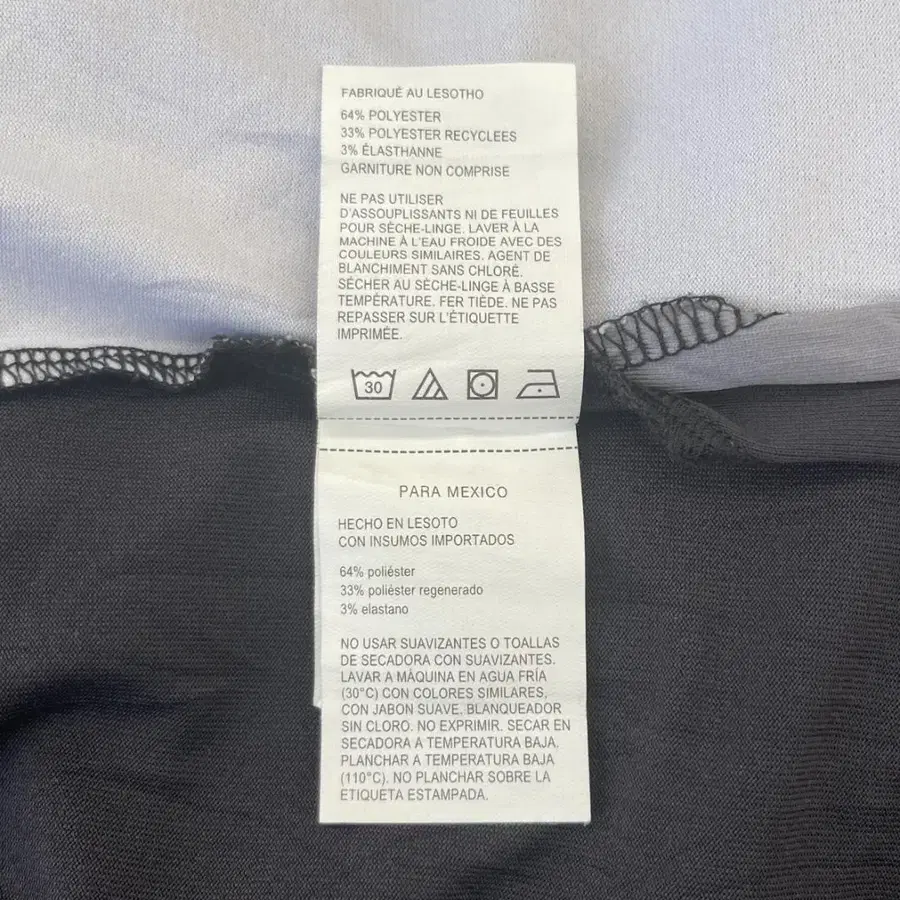 FABRIQUÉ AU LESOTHO
64% POLYESTER
33% POLYESTER RECYCLEES
3% ÉLASTHANNE
GARNITURE NON COMPRISE
NE PAS UTILISER
D'ASSOUPLISSANTS NI DE FEUILLES
POUR SÈCHE-LINGE. LAVER À LA
MACHINE À L'EAU FROIDE AVEC DES
COULEURS SIMILAIRES. AGENT DE
BLANCHIMENT SANS CHLORÉ.
SÉCHER AU SÈCHE-LINGE À BASSE
TEMPÉRATURE. FER TIÈDE. NE PAS
REPASSER SUR L'ÉTIQUETTE
IMPRIMÉE.
30
PARA MEXICO
HECHO EN LESOTO
CON INSUMOS IMPORTADOS
64% poliéster
33% poliéster regenerado
3% elastano
NO USAR SUAVIZANTES O TOALLAS
DE SECADORA CON SUAVIZANTES.
LAVAR A MÁQUINA EN AGUA FRÍA
(30°C) CON COLORES SIMILARES,
CON JABON SUAVE. BLANQUEADOR
SIN CLORO. NO EXPRIMIR. SECAR EN
SECADORA A TEMPERATURA BAJA.
PLANCHAR A TEMPERATURA BAJA
(110°C). NO PLANCHAR SOBRE LA
ETIQUETA ESTAMPADA.